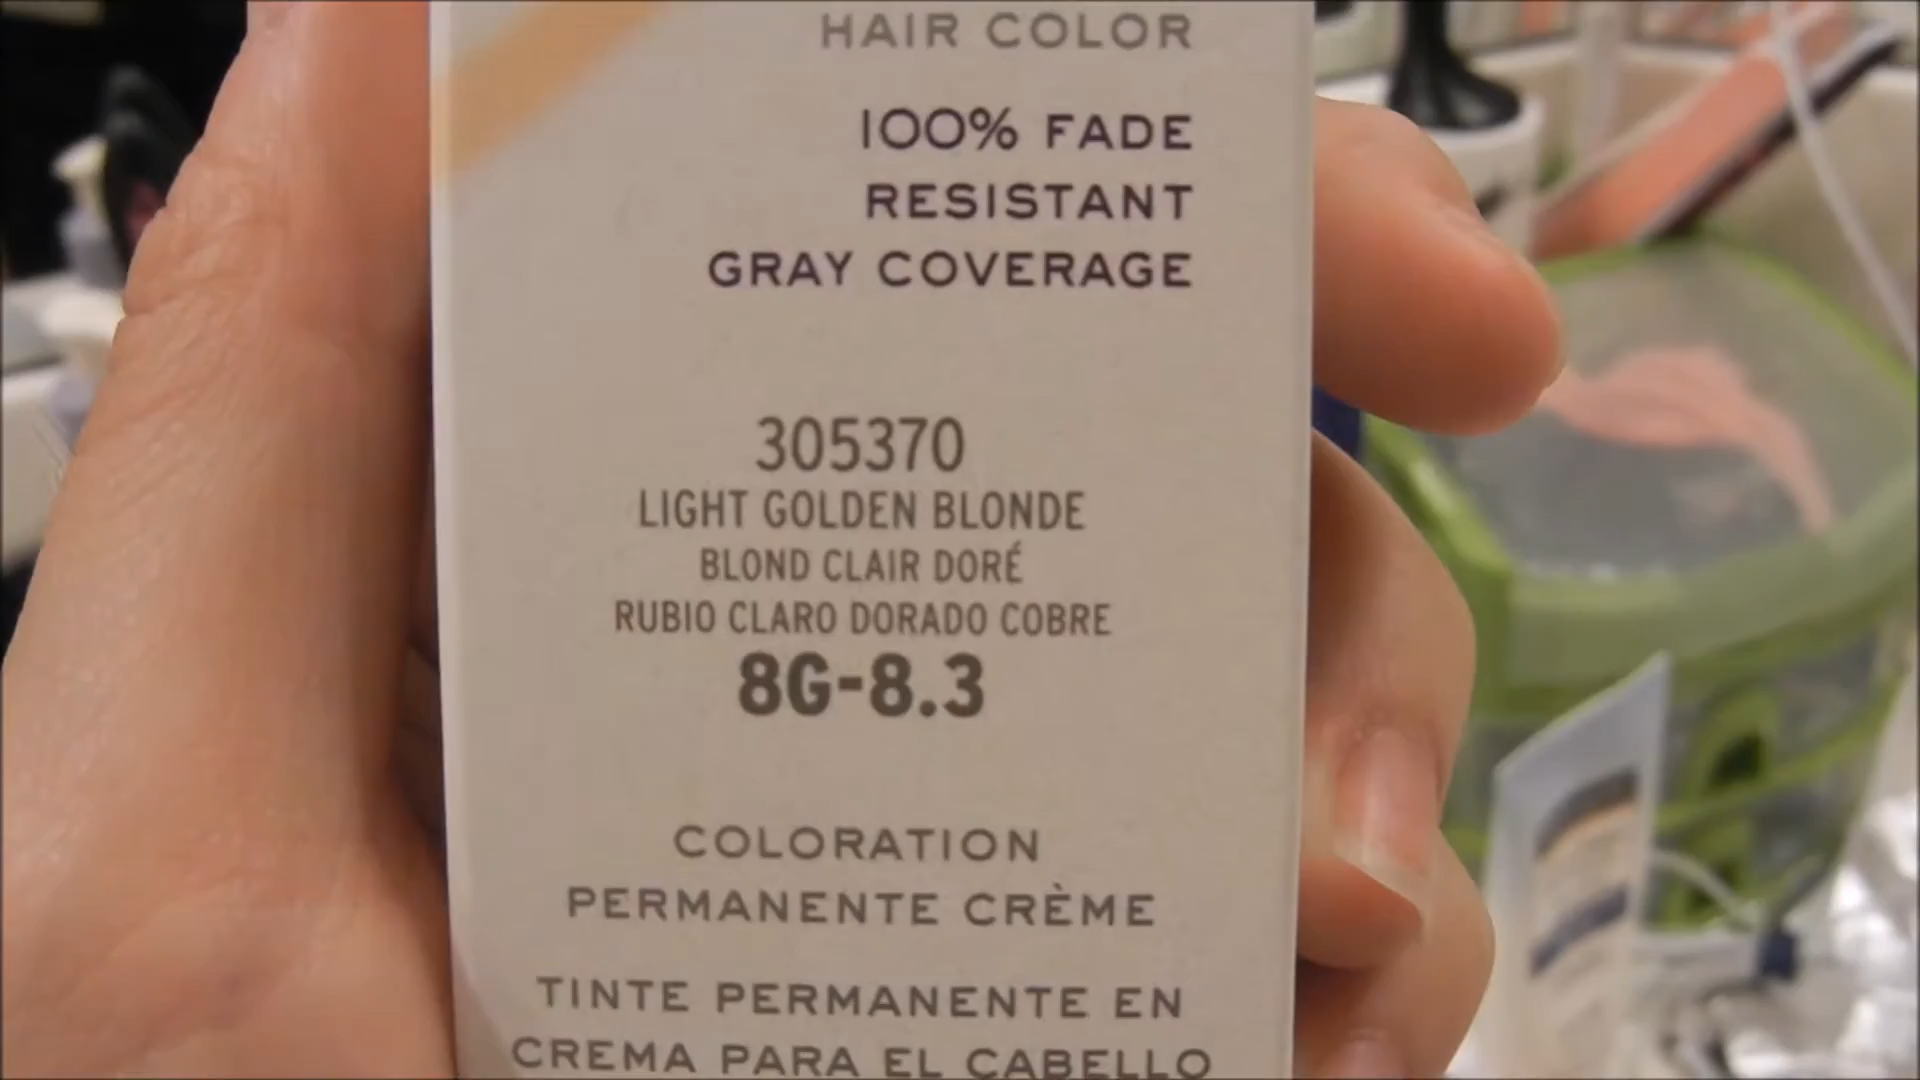 HAIR COLOR
100% FADE
RESISTANT
GRAY COVERAGE
305370
LIGHT GOLDEN BLONDE
BLOND CLAIR DORÉ
RUBIO CLARO DORADO COBRE
8G-8.3
COLORATION
PERMANENTE CRÈME
TINTE PERMANENTE EN
CREMA PARA EL CABELLO